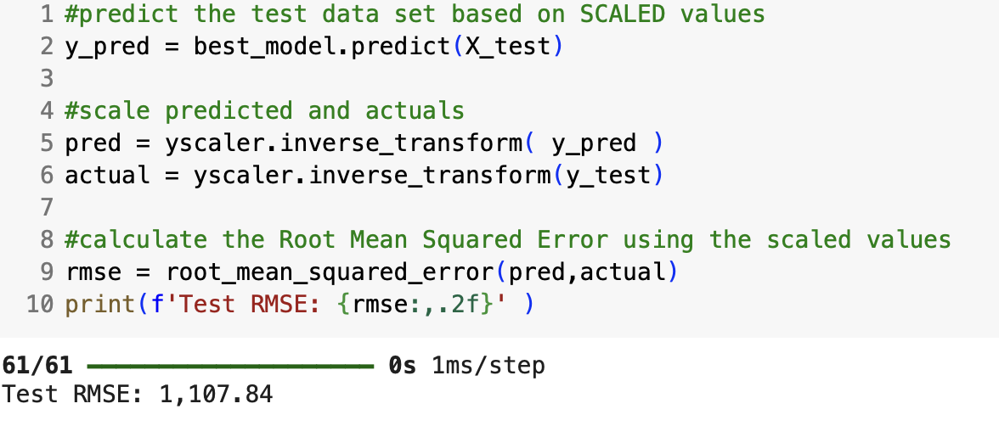 1 #predict the test data set based on SCALED values
2 y_pred = best_model.predict(X_test)
3
4 #scale predicted and actuals
5 pred = yscaler.inverse_transform( y_pred )
6 actual = yscaler.inverse_transform(y_test)
7
8 #calculate the Root Mean Squared Error using the scaled values
9 rmse = root_mean_squared_error(pred,actual)
10 print(f'Test RMSE: {rmse:,.2f}' )
61/61 ━━━━━━━━━━━━━━━━━━━━ 0s 1ms/step
Test RMSE: 1,107.84